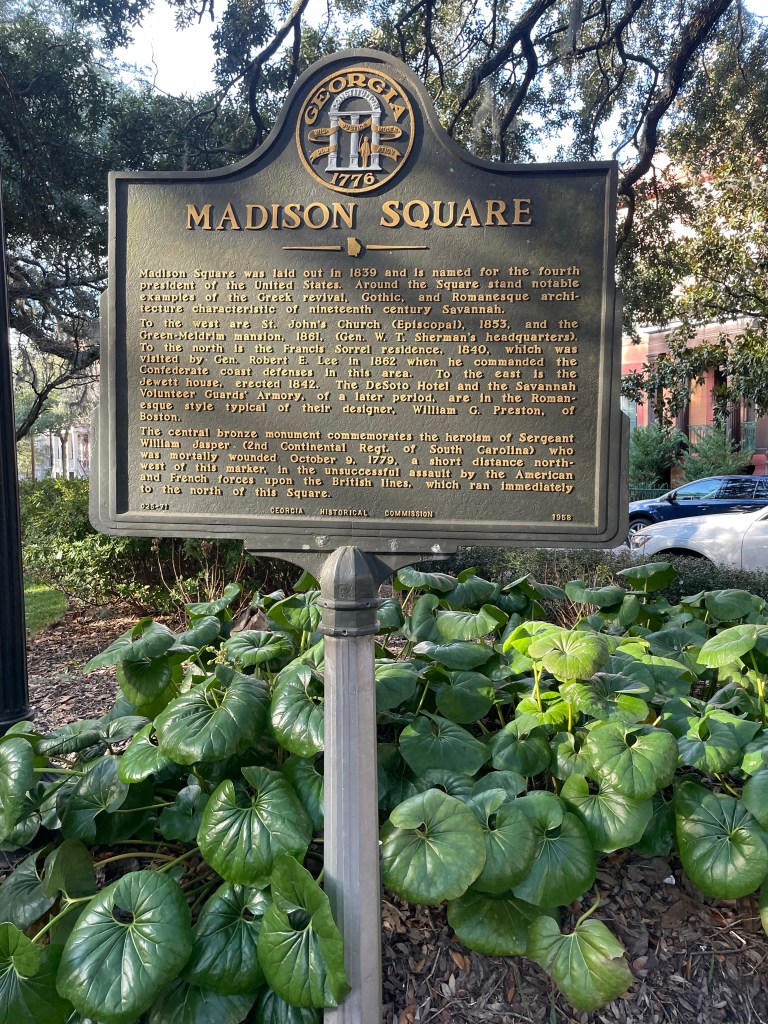 GEORGIA
CONSTITUTION
1776
MADISON SQUARE
Madison Square was laid out in 1839 and is named for the fourth
president of the United States. Around the Square stand notable
examples of the Greek revival, Gothic, and Romanesque archi-
tecture characteristic of nineteenth century Savannah.
To the west are St. John's Church (Episcopal), 1853, and the
Green-Meldrim mansion, 1861, (Gen. W. T. Sherman's headquarters).
To the north is the Francis Sorrel residence, 1840, which was
visited by Gen. Robert E. Lee in 1862 when he commanded the
Confederate coast defenses in this area. To the east is the
Jewett house, erected 1842. The DeSoto Hotel and the Savannah
Volunteer Guards' Armory, of a later period, are in the Roman-
esque style typical of their designer, William G. Preston, of
Boston.
The central bronze monument commemorates the heroism of Sergeant
William Jasper (2nd Continental Regt. of South Carolina) who
was mortally wounded October 9, 1779, a short distance north-
west of this marker, in the unsuccessful assault by the American
and French forces upon the British lines, which ran immediately
to the north of this Square.
025-71 GEORGIA HISTORICAL COMMISSION 1958